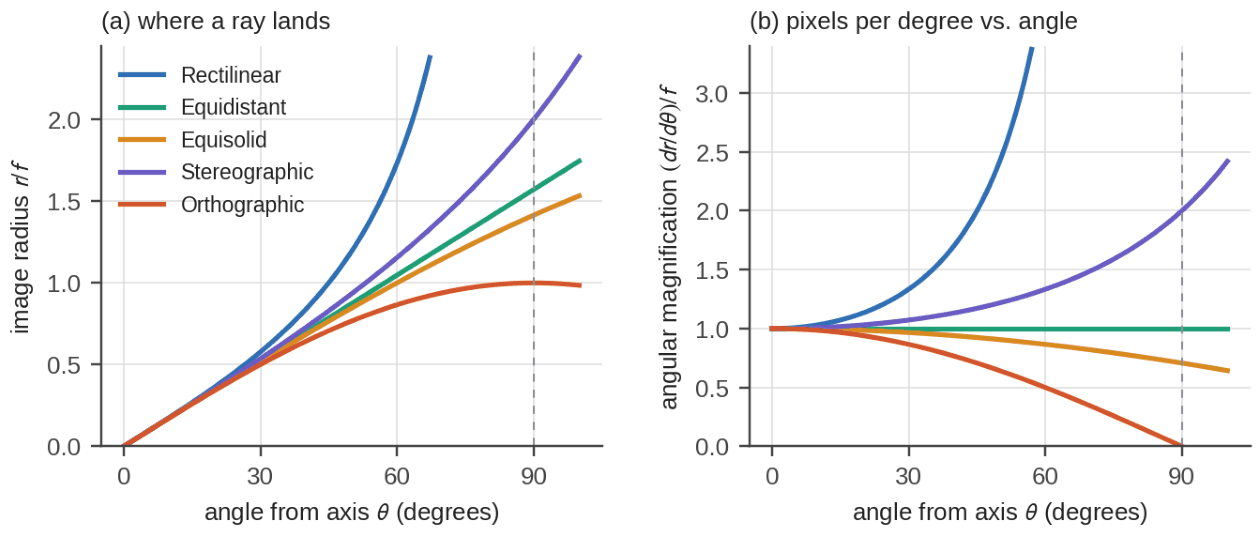 (a) where a ray lands
image radius r/f
2.0
1.5
1.0
0.5
0.0
Rectilinear
Equidistant
Equisolid
Stereographic
Orthographic
0 30 60 90
angle from axis θ (degrees)
(b) pixels per degree vs. angle
angular magnification (dr/dθ)/f
3.0
2.5
2.0
1.5
1.0
0.5
0.0
0 30 60 90
angle from axis θ (degrees)